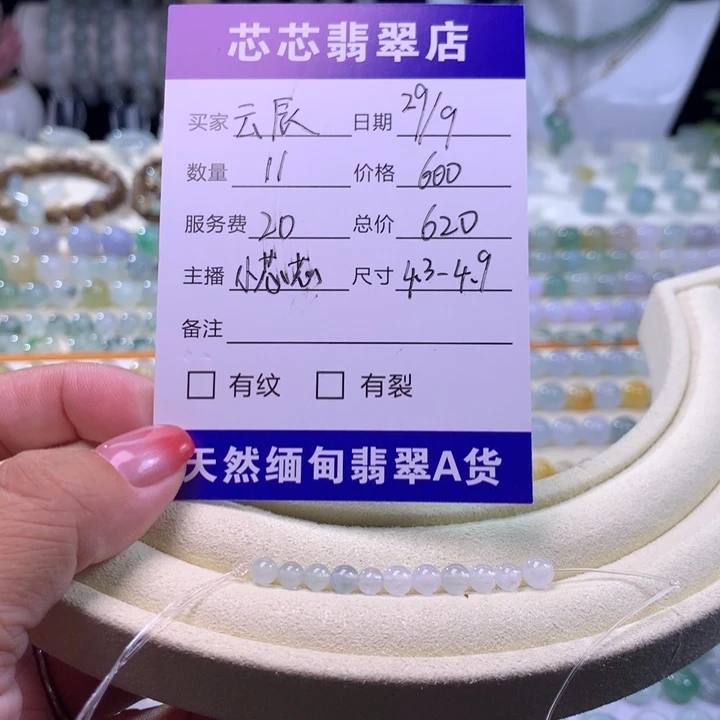 芯芯翡翠店
买家 云辰 日期 29/9
数量 11 价格 600
服务费 20 总价 620
主播 小芯芯 尺寸 4.3-4.9
备注
□ 有纹 □ 有裂
天然缅甸翡翠A货